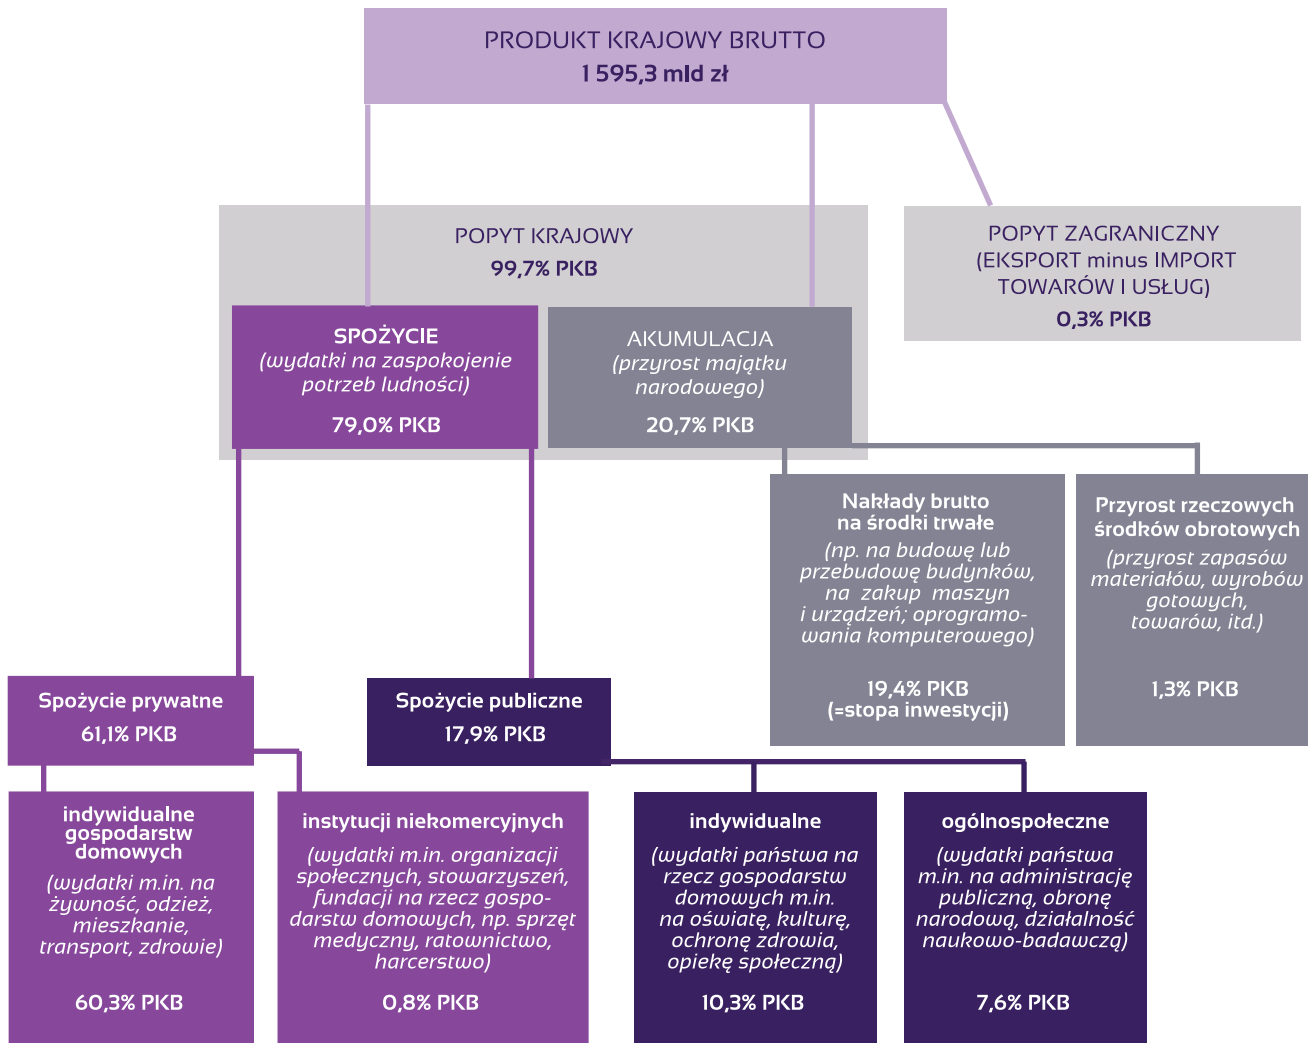 PRODUKT KRAJOWY BRUTTO
1 595,3 mld zł
POPYT KRAJOWY
99,7% PKB
POPYT ZAGRANICZNY
(EKSPORT minus IMPORT
TOWARÓW I USŁUG)
0,3% PKB
SPOŻYCIE
(wydatki na zaspokojenie
potrzeb ludności)
79,0% PKB
AKUMULACJA
(przyrost majątku
narodowego)
20,7% PKB
Nakłady brutto
na środki trwałe
(np. na budowę lub
przebudowę budynków,
na zakup maszyn
i urządzeń; oprogramo-
wania komputerowego)
19,4% PKB
(=stopa inwestycji)
Przyrost rzeczowych
środków obrotowych
(przyrost zapasów
materiałów, wyrobów
gotowych,
towarów, itd.)
1,3% PKB
Spożycie prywatne
61,1% PKB
Spożycie publiczne
17,9% PKB
indywidualne
gospodarstw
domowych
(wydatki m.in. na
żywność, odzież,
mieszkanie,
transport, zdrowie)
60,3% PKB
instytucji niekomercyjnych
(wydatki m.in. organizacji
społecznych, stowarzyszeń,
fundacji na rzecz gospo-
darstw domowych, np. sprzęt
medyczny, ratownictwo,
harcerstwo)
0,8% PKB
indywidualne
(wydatki państwa na
rzecz gospodarstw
domowych m.in.
na oświatę, kulturę,
ochronę zdrowia,
opiekę społeczną)
10,3% PKB
ogólnospołeczne
(wydatki państwa
m.in. na administrację
publiczną, obronę
narodową, działalność
naukowo-badawczą)
7,6% PKB